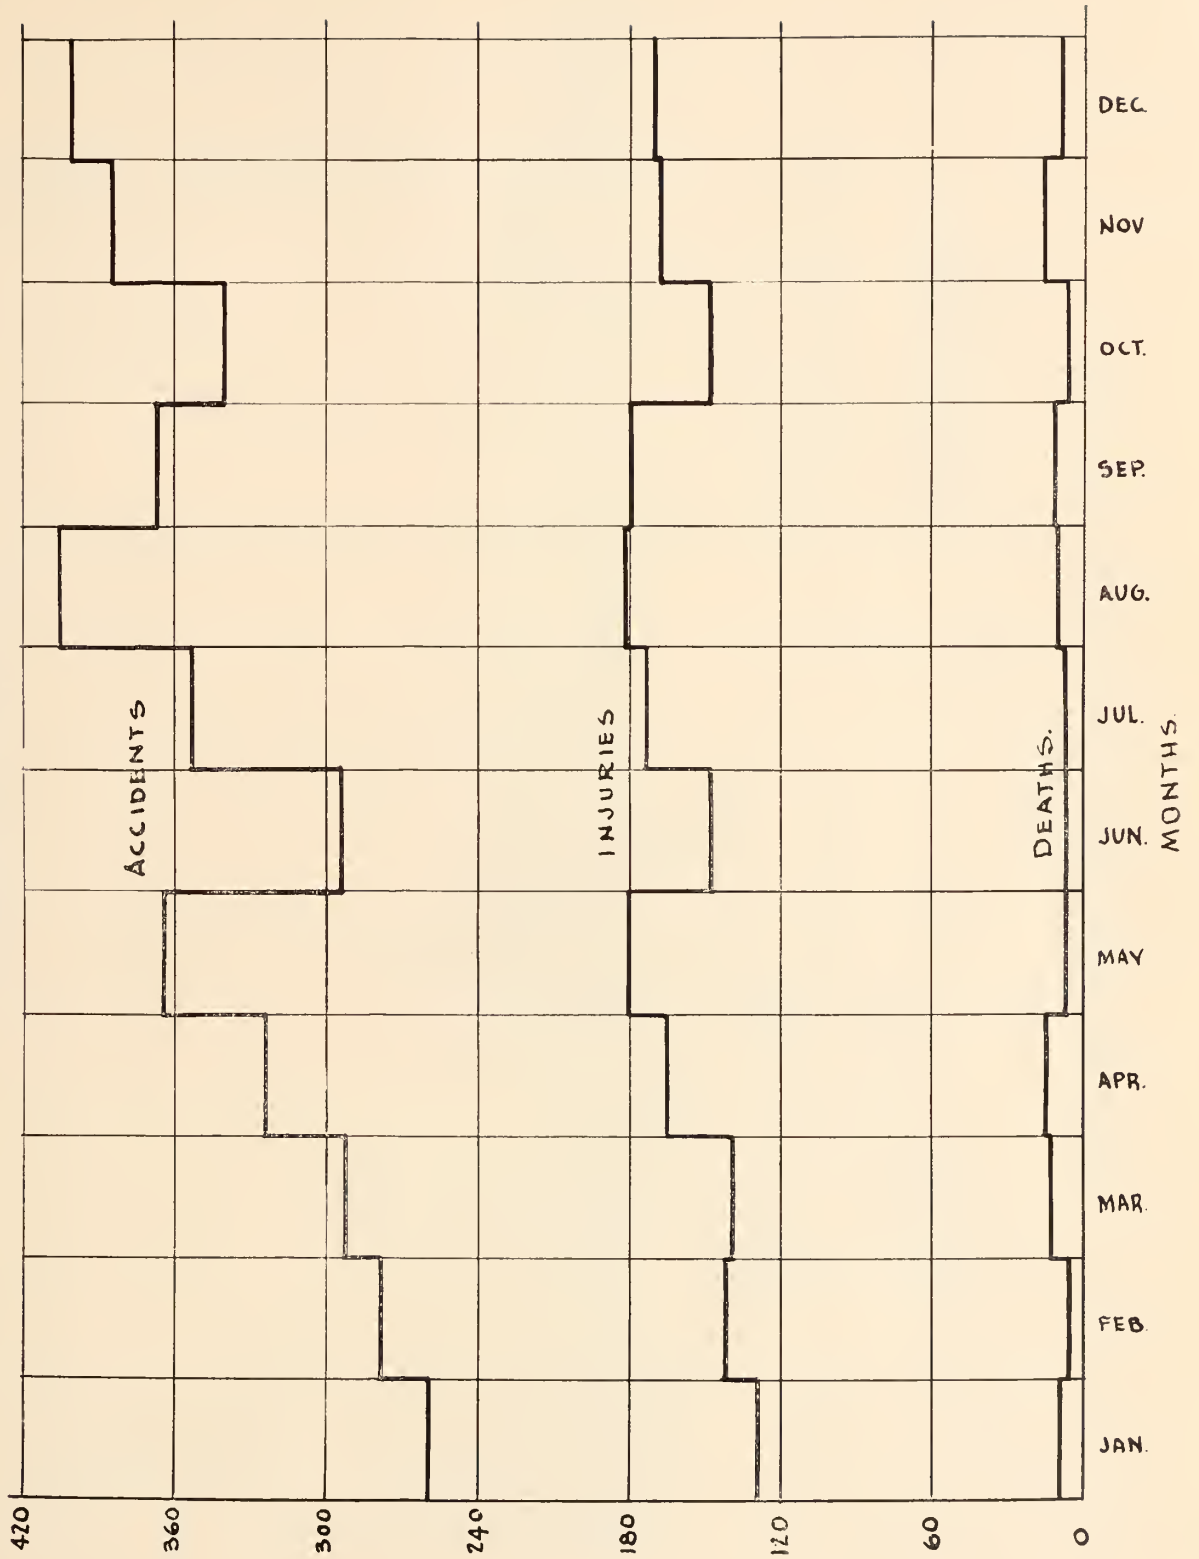 420
360
300
240
180
120
60
0
ACCIDENTS
INJURIES
DEATHS.
JAN.
FEB.
MAR.
APR.
MAY
JUN.
JUL.
AUG.
SEP.
OCT.
NOV
DEC.
MONTHS.